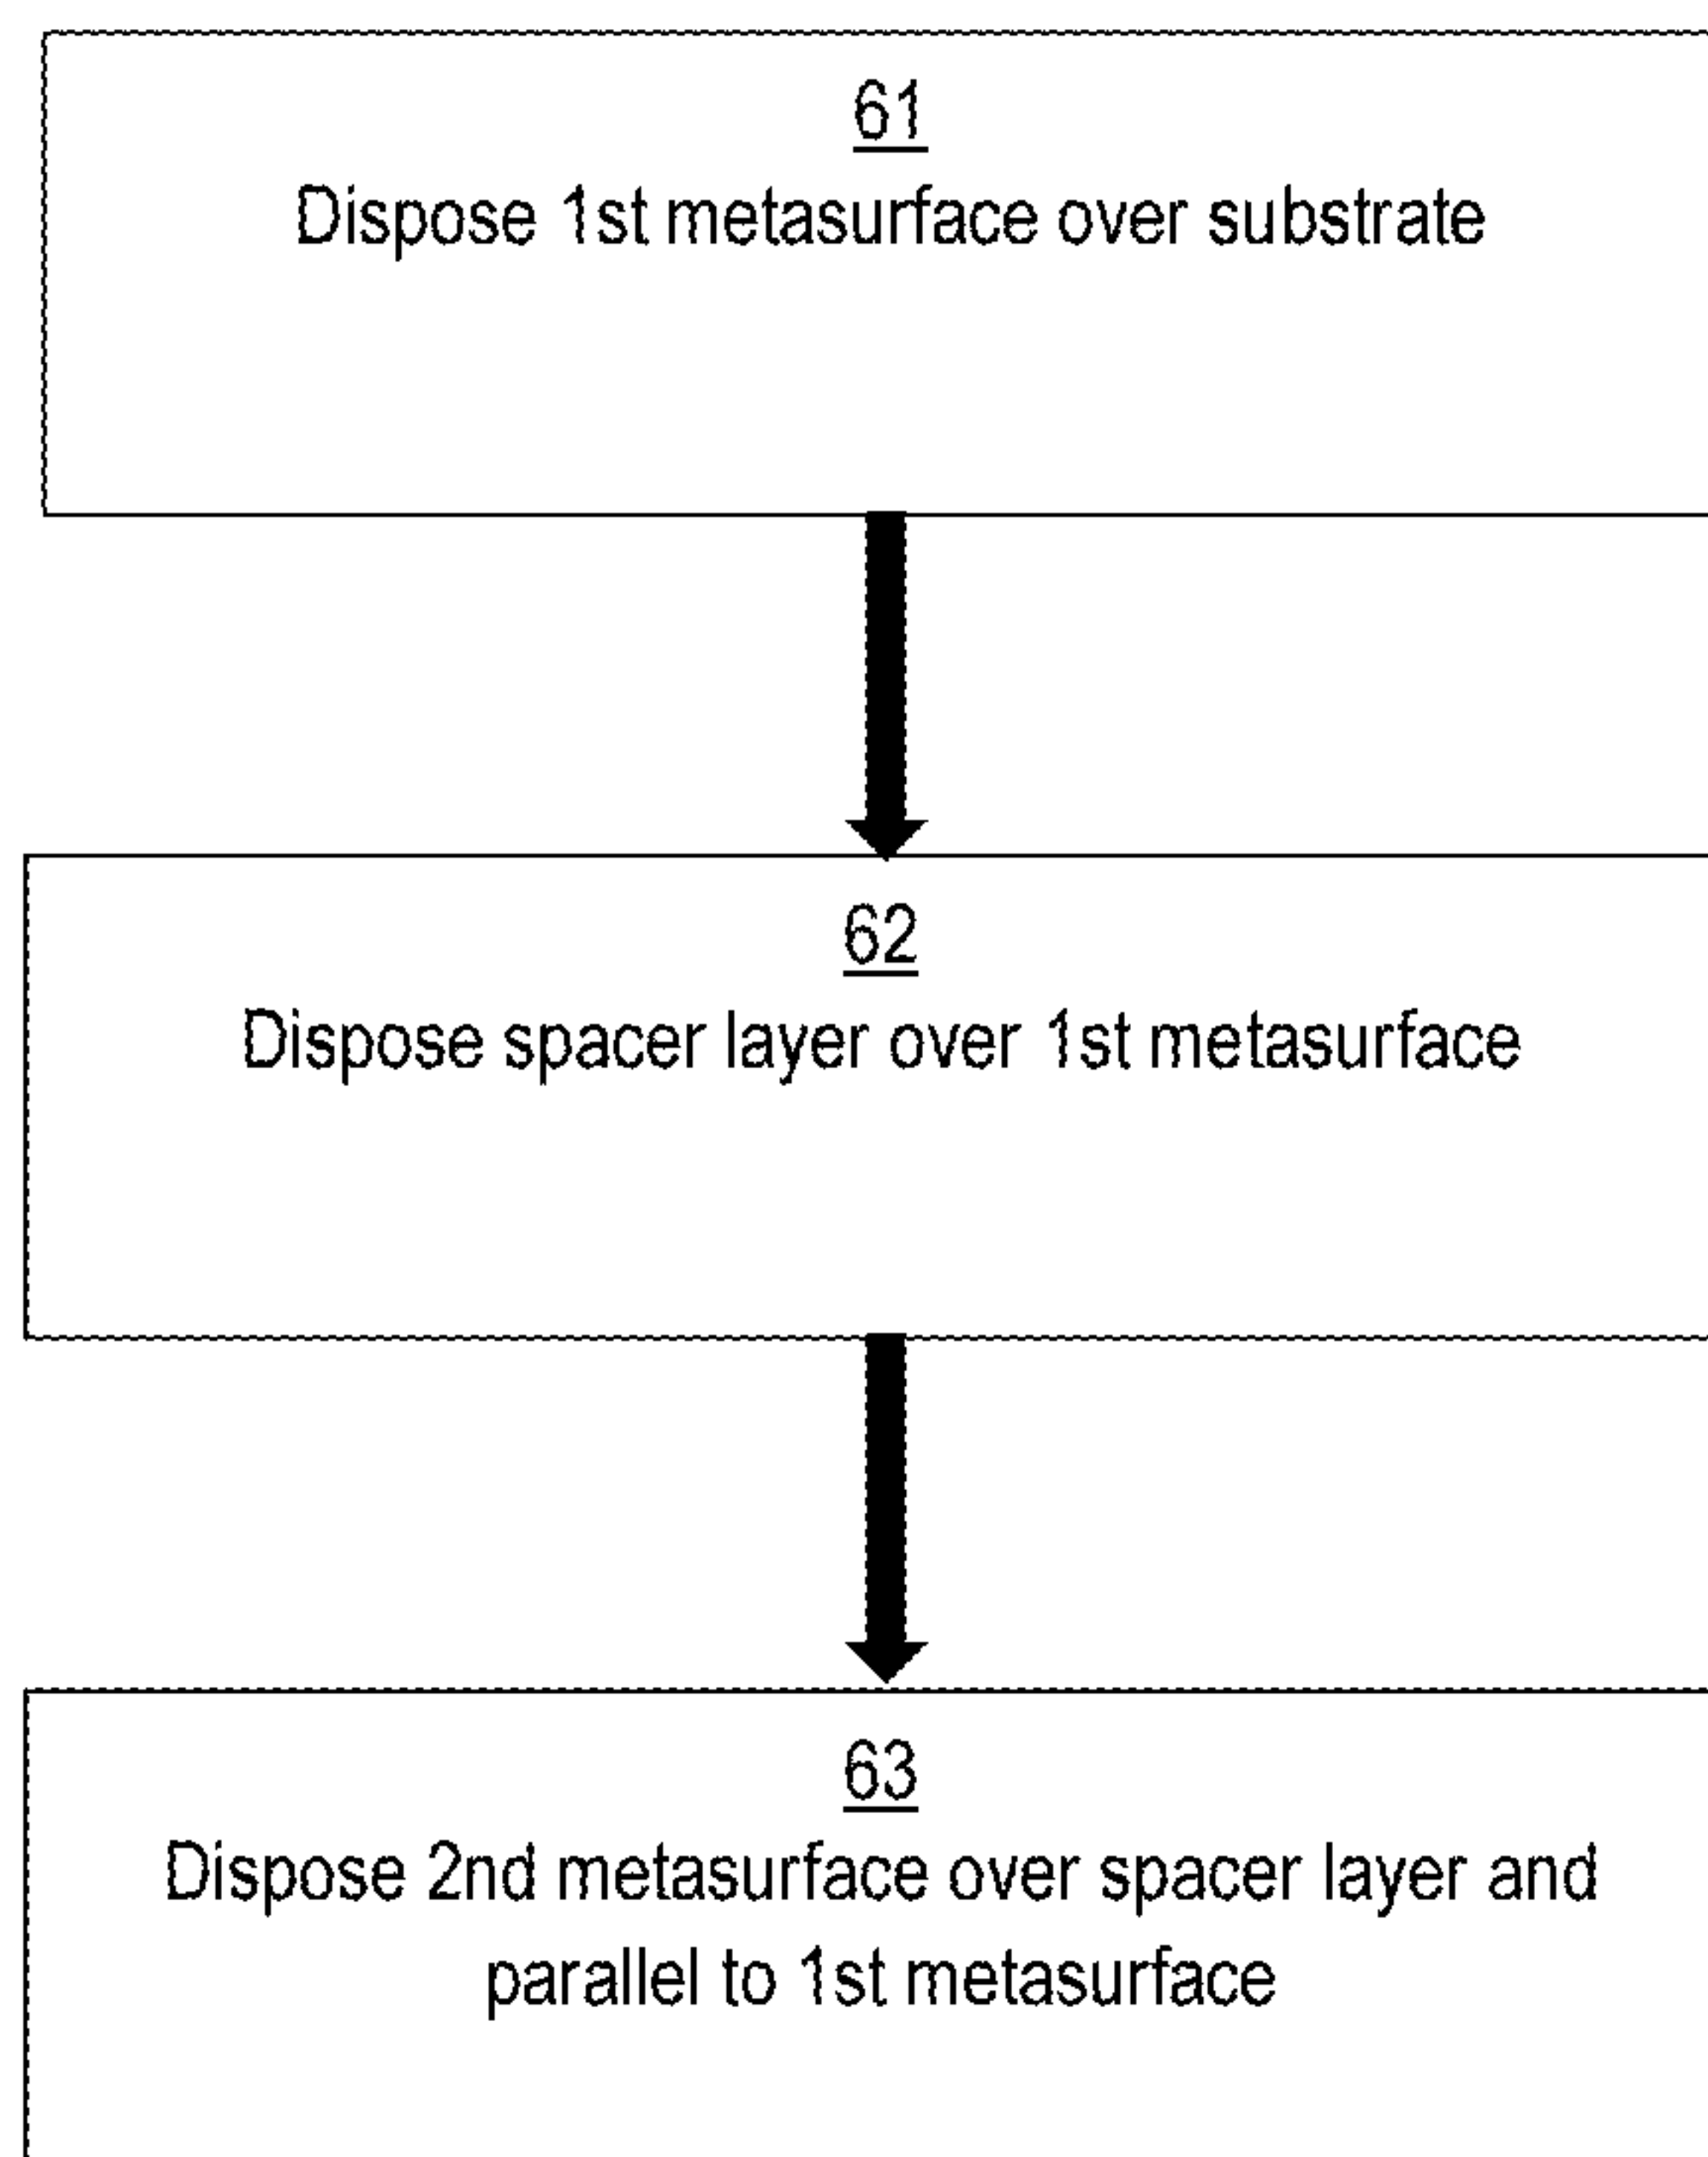 61
Dispose 1st metasurface over substrate
62
Dispose spacer layer over 1st metasurface
63
Dispose 2nd metasurface over spacer layer and
parallel to 1st metasurface